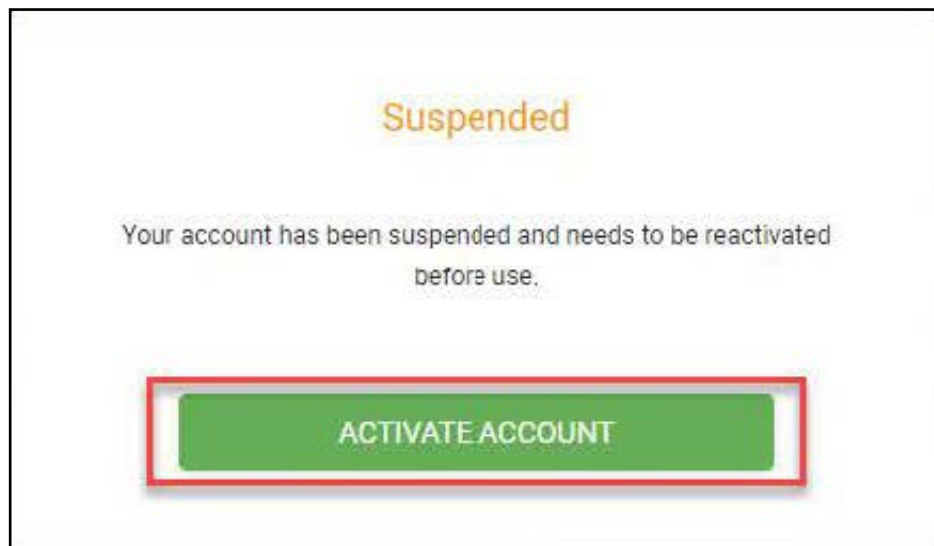 Suspended
Your account has been suspended and needs to be reactivated
before use.
ACTIVATE ACCOUNT